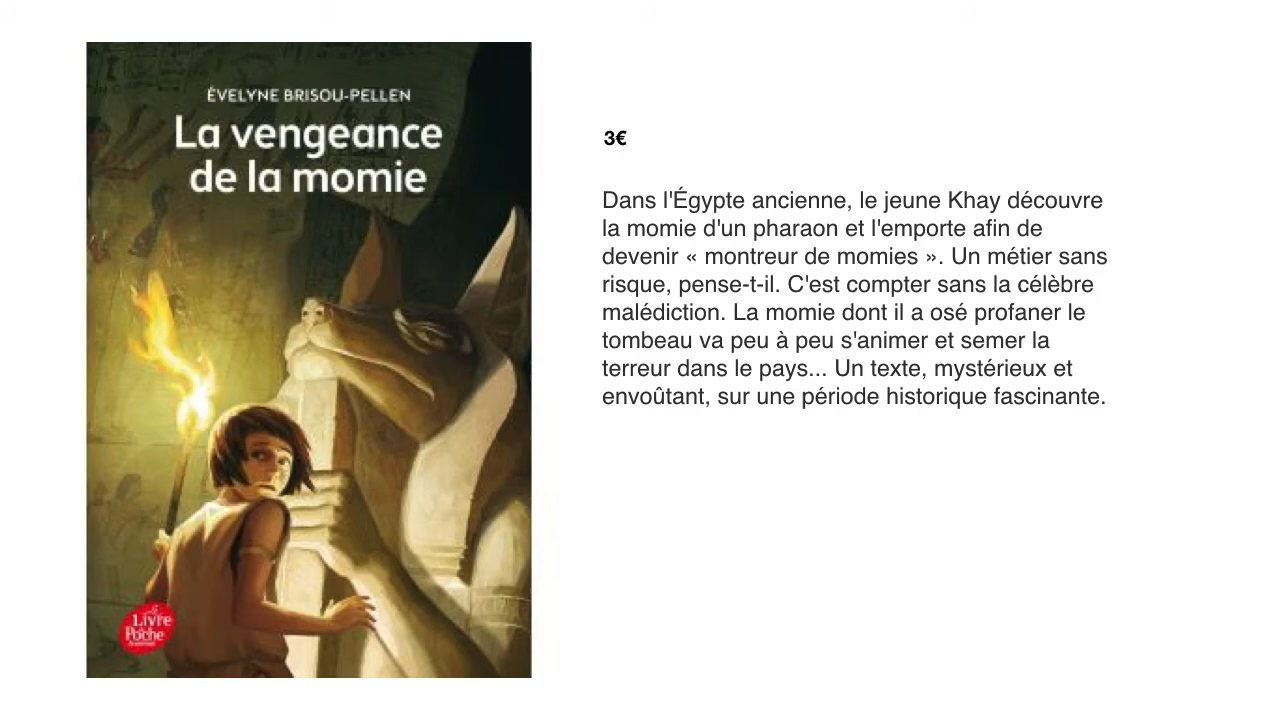 ÉVELYNE BRISOU-PELLEN
La vengeance
de la momie
Livre
Poche
3€
Dans l'Égypte ancienne, le jeune Khay découvre
la momie d'un pharaon et l'emporte afin de
devenir « montreur de momies ». Un métier sans
risque, pense-t-il. C'est compter sans la célèbre
malédiction. La momie dont il a osé profaner le
tombeau va peu à peu s'animer et semer la
terreur dans le pays... Un texte, mystérieux et
envoûtant, sur une période historique fascinante.